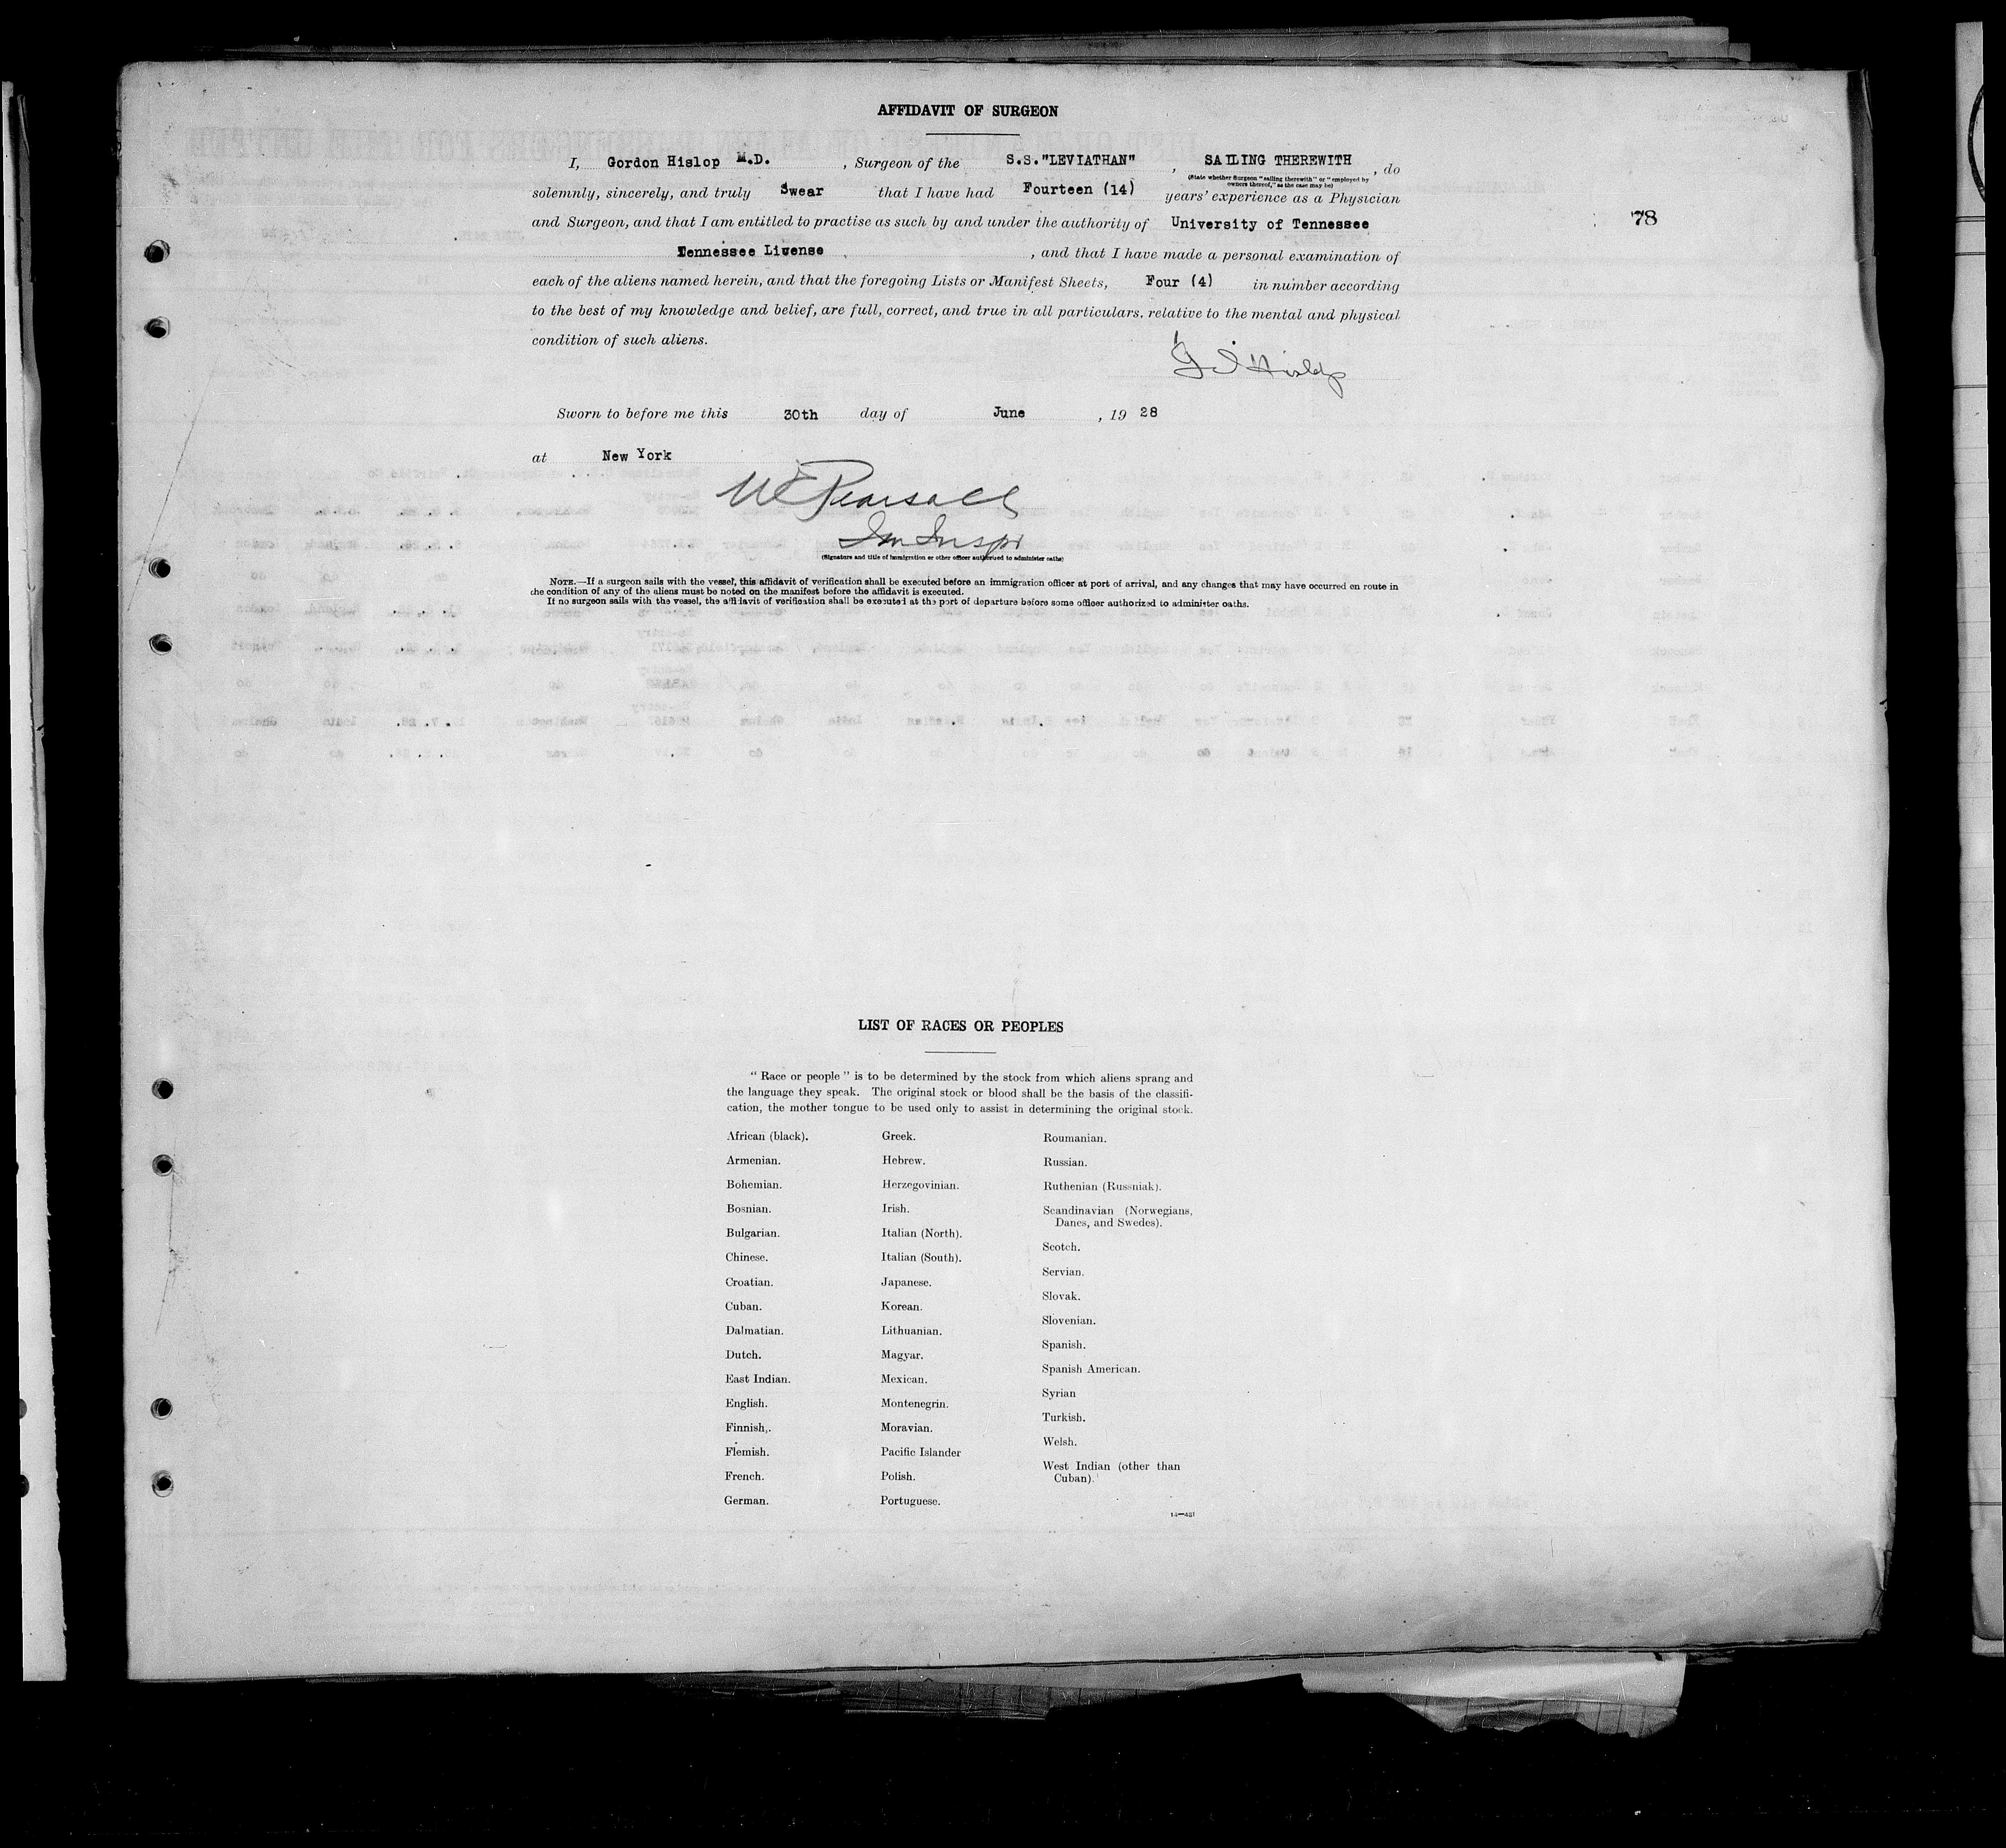 AFFIDAVIT OF SURGEON
I, Gordon Hislop M.D. , Surgeon of the S.S."LEVIATHAN" , SAILING THEREWITH , do
(State whether Surgeon "sailing therewith" or "employed by
owners thereof," as the case may be)
solemnly, sincerely, and truly Swear that I have had Fourteen (14) years' experience as a Physician
78
and Surgeon, and that I am entitled to practise as such by and under the authority of University of Tennessee
Tennessee License , and that I have made a personal examination of
each of the aliens named herein, and that the foregoing Lists or Manifest Sheets, Four (4) in number according
to the best of my knowledge and belief, are full, correct, and true in all particulars, relative to the mental and physical
condition of such aliens.
Hislop
Sworn to before me this 30th day of June , 19 28
at New York
Pearsall
Im Inspr
(Signature and title of immigration or other officer authorized to administer oaths)
NOTE.—If a surgeon sails with the vessel, this affidavit of verification shall be executed before an immigration officer at port of arrival, and any changes that may have occurred en route in
the condition of any of the aliens must be noted on the manifest before the affidavit is executed.
If no surgeon sails with the vessel, the affidavit of verification shall be executed at the port of departure before some officer authorized to administer oaths.
LIST OF RACES OR PEOPLES
"Race or people" is to be determined by the stock from which aliens sprang and
the language they speak. The original stock or blood shall be the basis of the classifi-
cation, the mother tongue to be used only to assist in determining the original stock.
African (black).
Armenian.
Bohemian.
Bosnian.
Bulgarian.
Chinese.
Croatian.
Cuban.
Dalmatian.
Dutch.
East Indian.
English.
Finnish.
Flemish.
French.
German.
Greek.
Hebrew.
Herzegovinian.
Irish.
Italian (North).
Italian (South).
Japanese.
Korean.
Lithuanian.
Magyar.
Mexican.
Montenegrin.
Moravian.
Pacific Islander
Polish.
Portuguese.
Roumanian.
Russian.
Ruthenian (Russniak).
Scandinavian (Norwegians,
Danes, and Swedes).
Scotch.
Servian.
Slovak.
Slovenian.
Spanish.
Spanish American.
Syrian
Turkish.
Welsh.
West Indian (other than
Cuban).
14—431